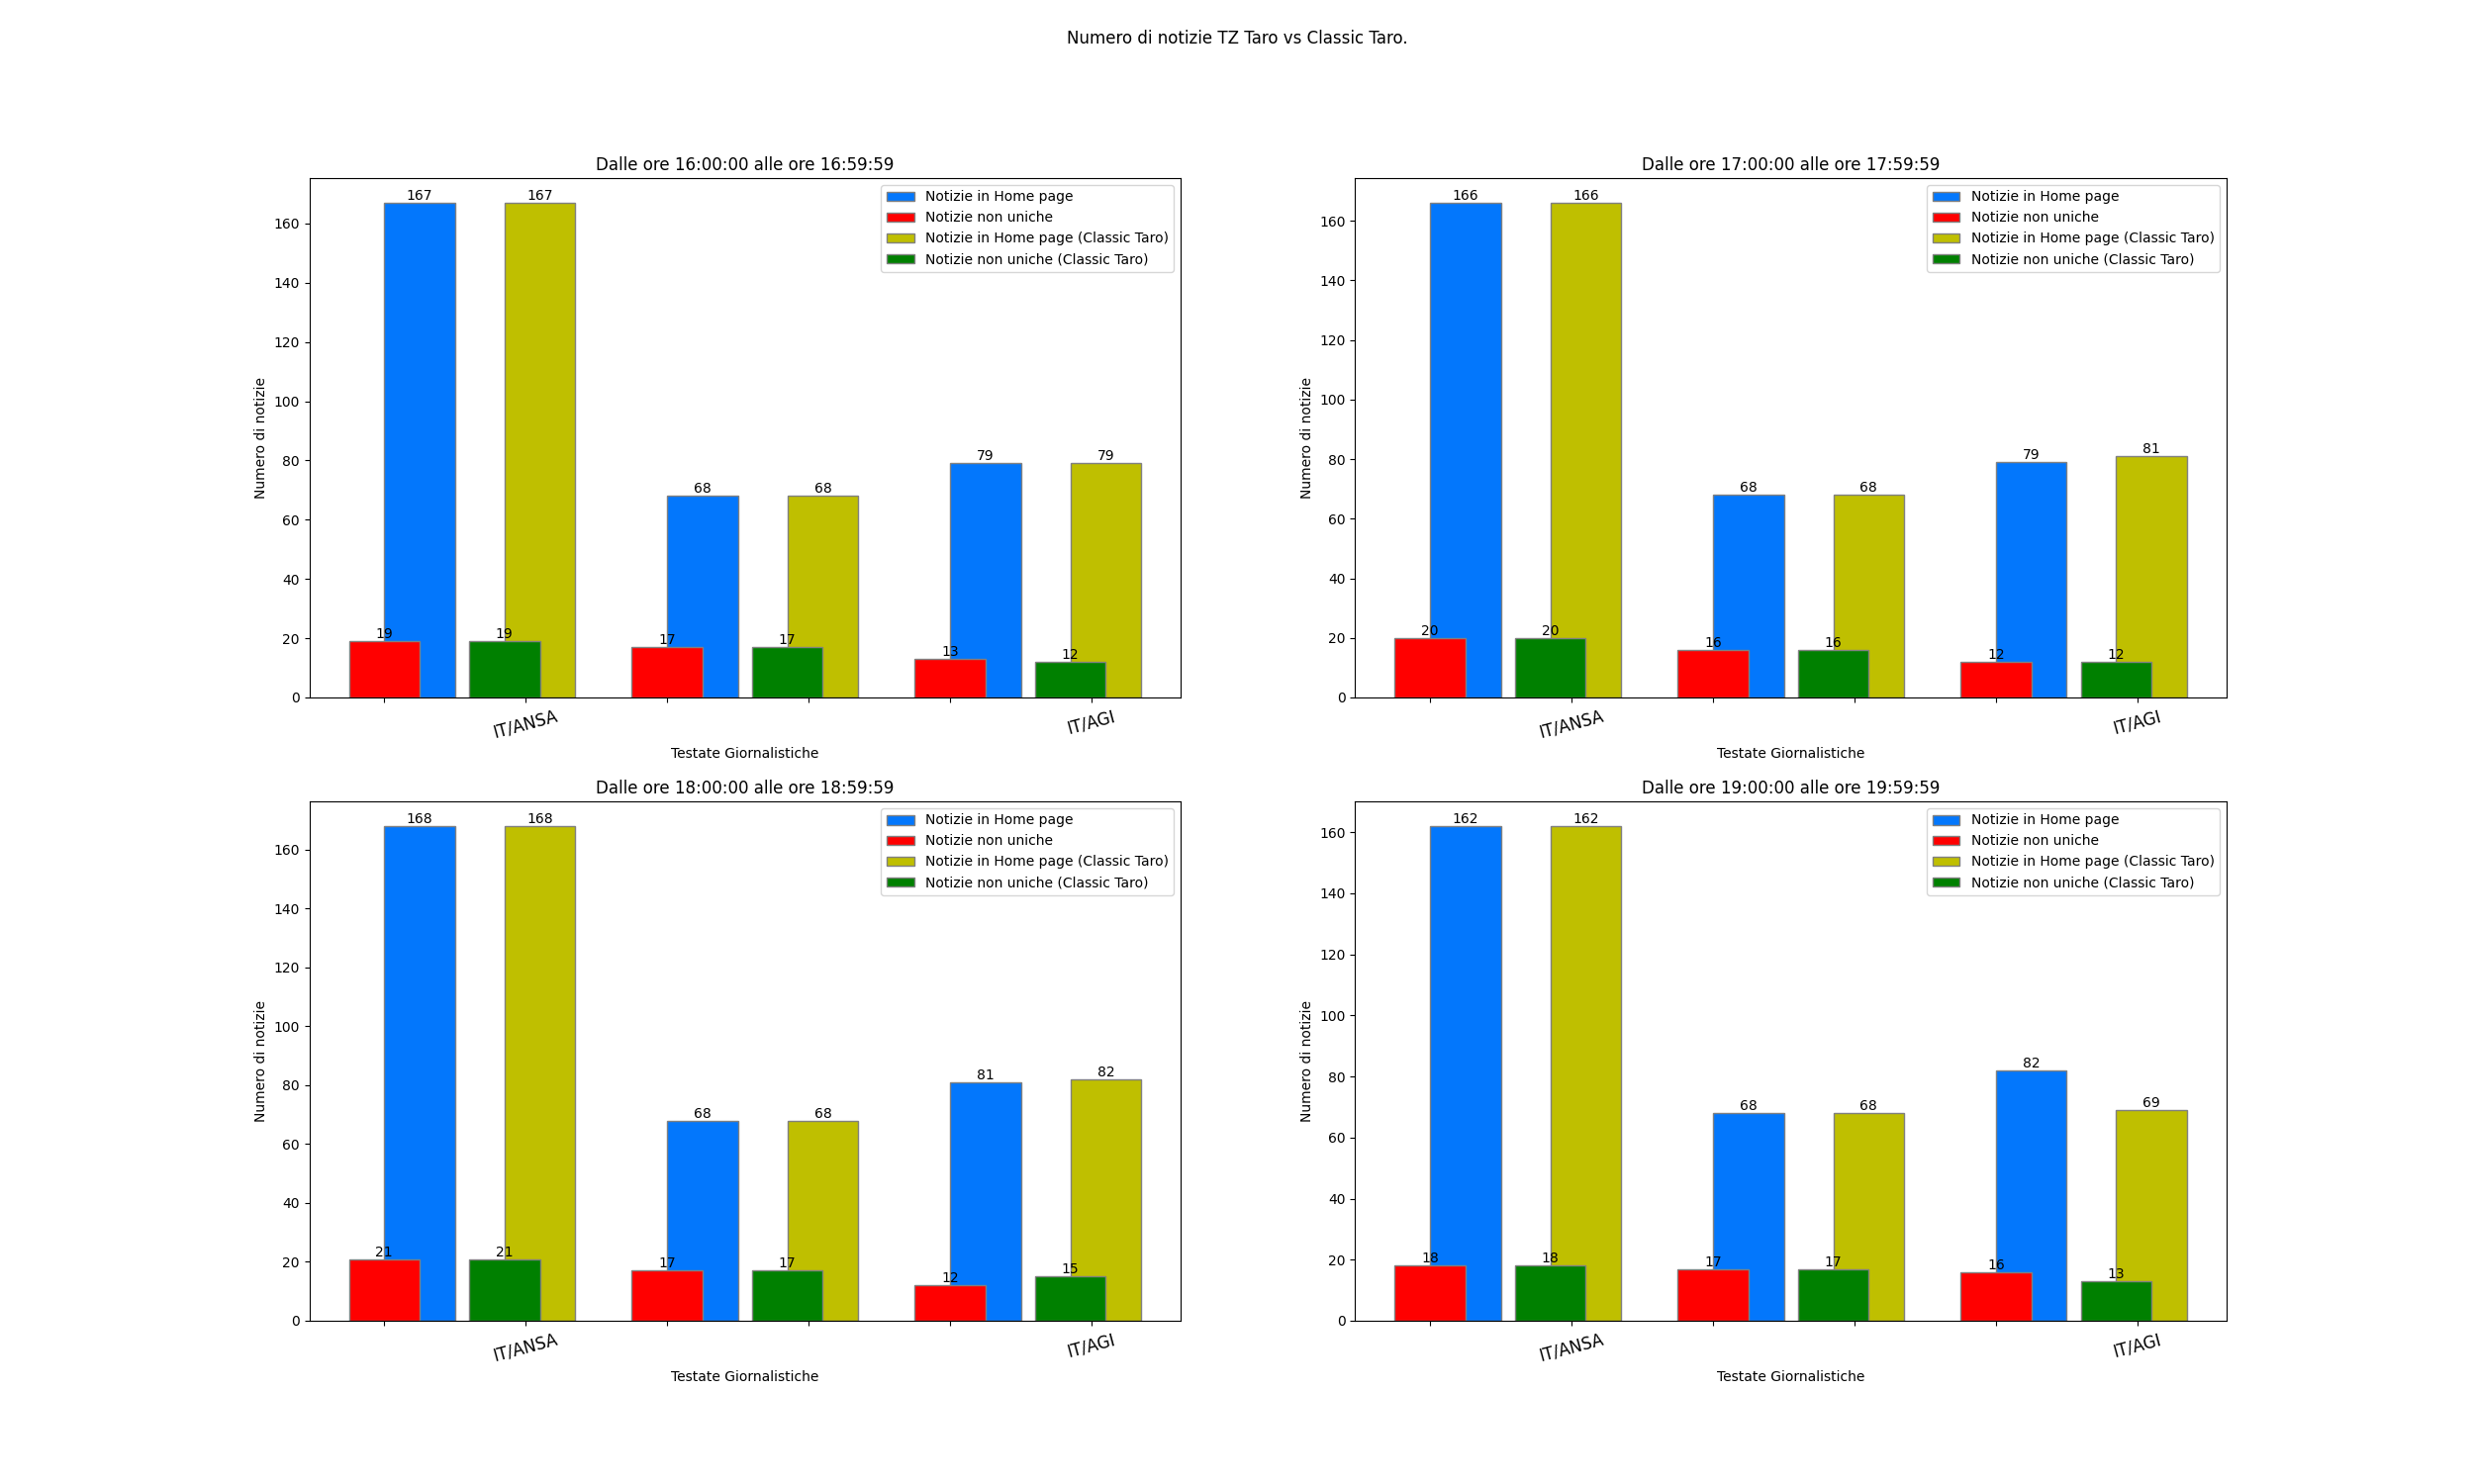 Numero di notizie TZ Taro vs Classic Taro.
Dalle ore 16:00:00 alle ore 16:59:59
Numero di notizie
160
140
120
100
80
60
40
20
0
167
167
68
68
79
79
19
19
17
17
13
12
Notizie in Home page
Notizie non uniche
Notizie in Home page (Classic Taro)
Notizie non uniche (Classic Taro)
IT/ANSA
IT/AGI
Testate Giornalistiche
Dalle ore 17:00:00 alle ore 17:59:59
Numero di notizie
160
140
120
100
80
60
40
20
0
166
166
68
68
79
81
20
20
16
16
12
12
Notizie in Home page
Notizie non uniche
Notizie in Home page (Classic Taro)
Notizie non uniche (Classic Taro)
IT/ANSA
IT/AGI
Testate Giornalistiche
Dalle ore 18:00:00 alle ore 18:59:59
Numero di notizie
160
140
120
100
80
60
40
20
0
168
168
68
68
81
82
21
21
17
17
12
15
Notizie in Home page
Notizie non uniche
Notizie in Home page (Classic Taro)
Notizie non uniche (Classic Taro)
IT/ANSA
IT/AGI
Testate Giornalistiche
Dalle ore 19:00:00 alle ore 19:59:59
Numero di notizie
160
140
120
100
80
60
40
20
0
162
162
68
68
82
69
18
18
17
17
16
13
Notizie in Home page
Notizie non uniche
Notizie in Home page (Classic Taro)
Notizie non uniche (Classic Taro)
IT/ANSA
IT/AGI
Testate Giornalistiche